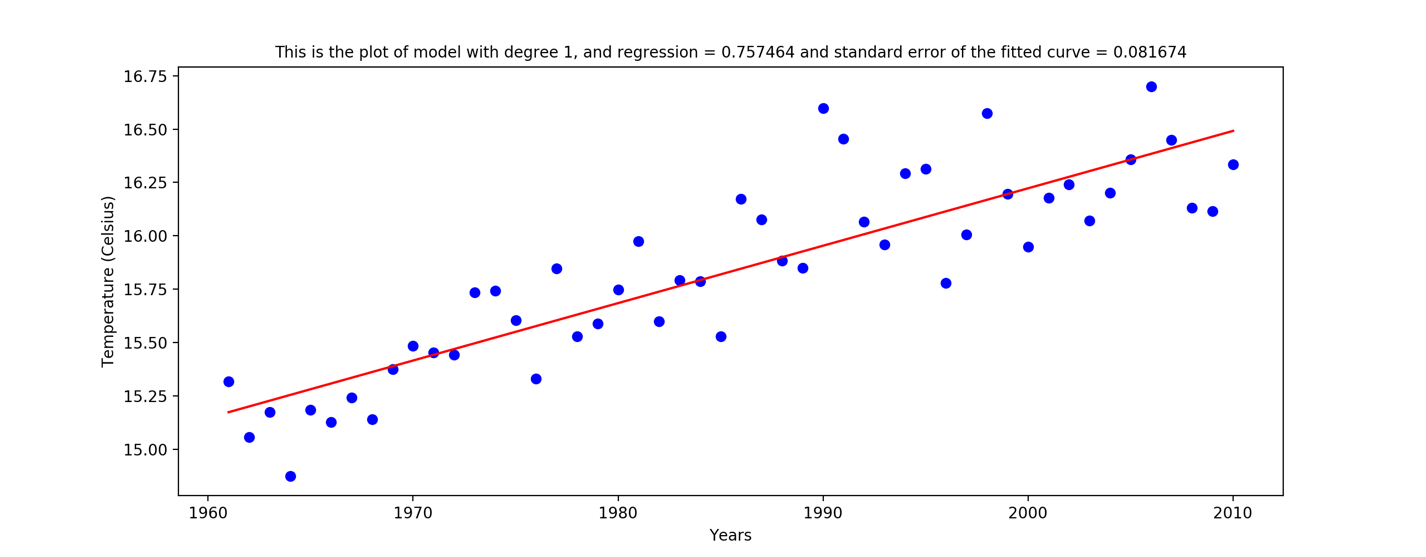 This is the plot of model with degree 1, and regression = 0.757464 and standard error of the fitted curve = 0.081674
16.75
16.50
16.25
16.00
15.75
15.50
15.25
15.00
Temperature (Celsius)
1960 1970 1980 1990 2000 2010
Years